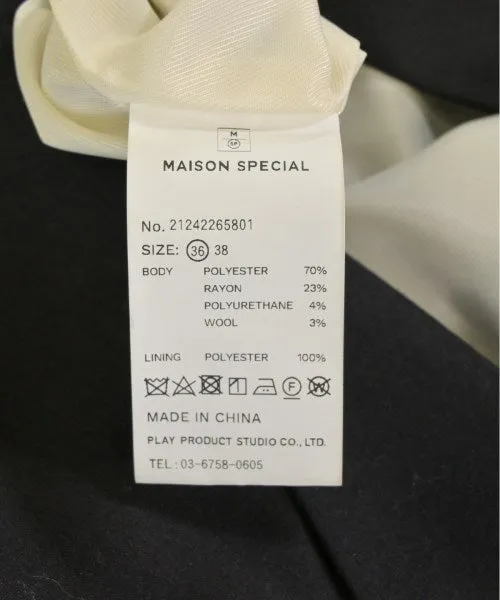 M
SP
MAISON SPECIAL
No. 21242265801
SIZE: 36 38
BODY POLYESTER 70%
RAYON 23%
POLYURETHANE 4%
WOOL 3%
LINING POLYESTER 100%
F W
MADE IN CHINA
PLAY PRODUCT STUDIO CO., LTD.
TEL : 03-6758-0605